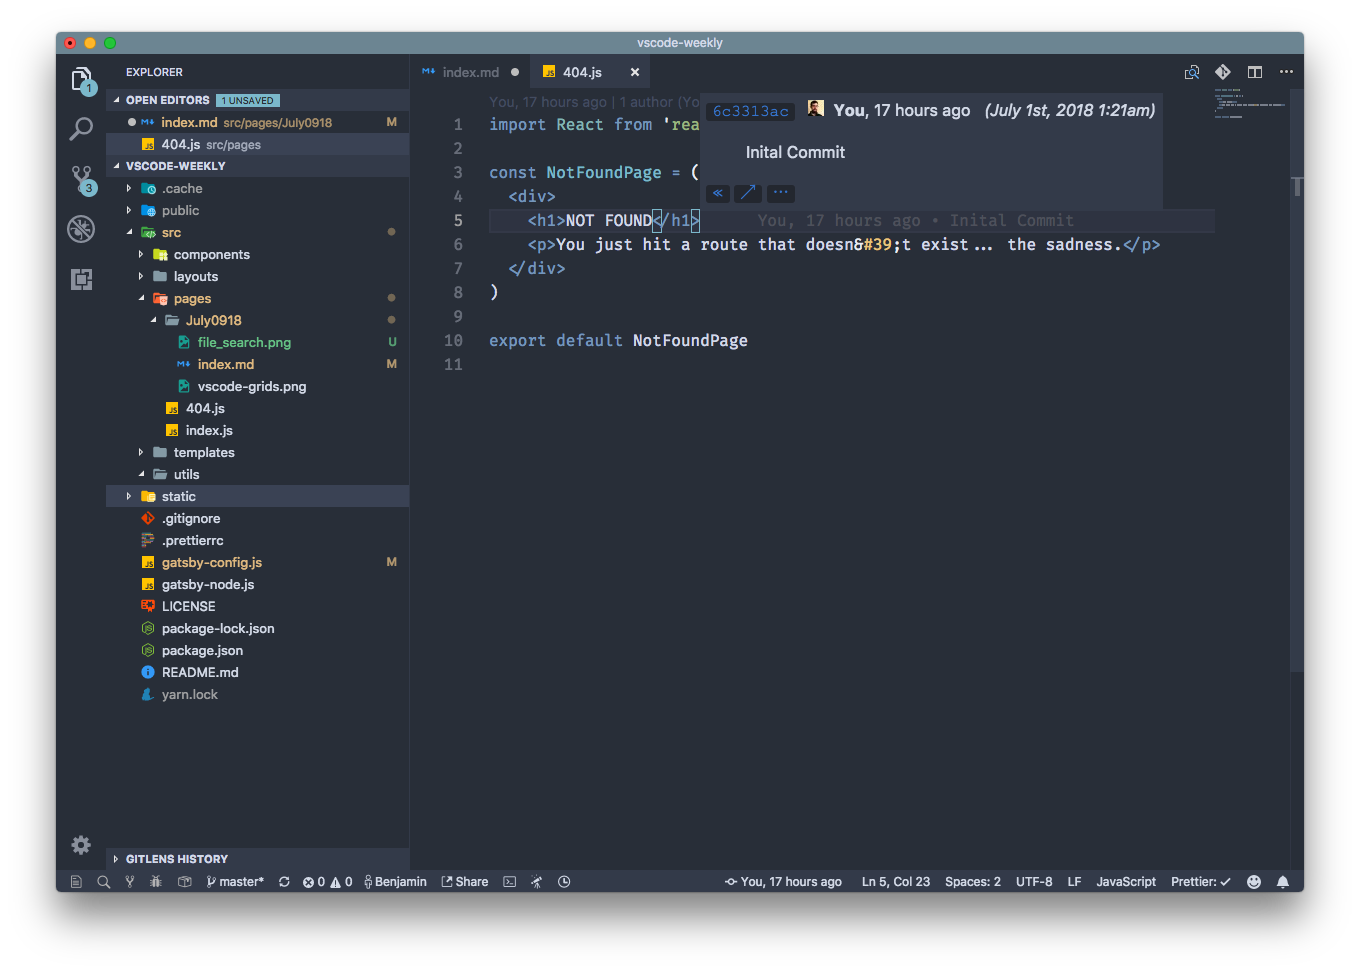 vscode-weekly
EXPLORER
index.md
404.js
OPEN EDITORS 1 UNSAVED
index.md src/pages/July0918 M
404.js src/pages
VSCODE-WEEKLY
.cache
public
src
components
layouts
pages
July0918
file_search.png U
index.md M
vscode-grids.png
404.js
index.js
templates
utils
static
.gitignore
.prettierrc
gatsby-config.js M
gatsby-node.js
LICENSE
package-lock.json
package.json
README.md
yarn.lock
GITLENS HISTORY
1
3
You, 17 hours ago | 1 author (Yo
6c3313ac You, 17 hours ago (July 1st, 2018 1:21am)
Inital Commit
1 import React from 'rea
2
3 const NotFoundPage = (
4 <div>
5 <h1>NOT FOUND</h1> You, 17 hours ago • Inital Commit
6 <p>You just hit a route that doesn&#39;t exist... the sadness.</p>
7 </div>
8 )
9
10 export default NotFoundPage
11
master* 0 0 Benjamin Share You, 17 hours ago Ln 5, Col 23 Spaces: 2 UTF-8 LF JavaScript Prettier: ✓